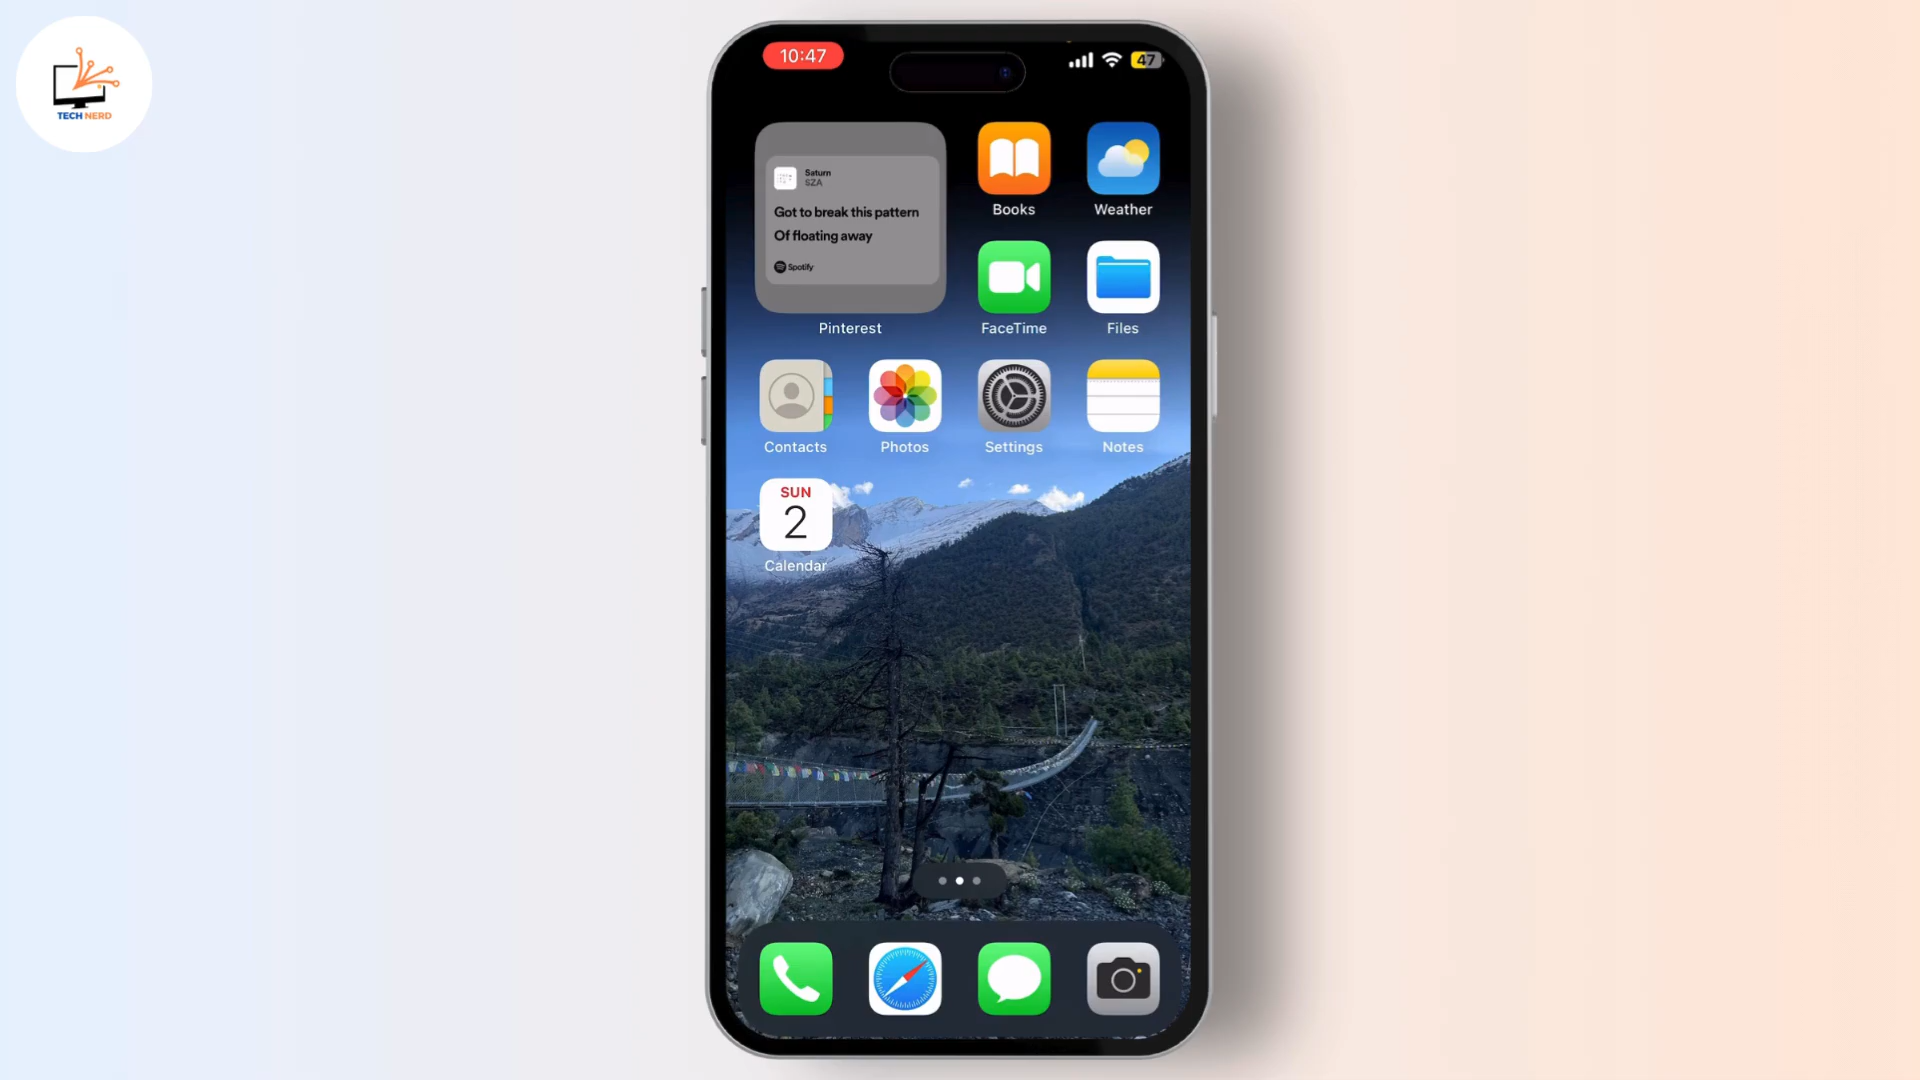 TECH NERD
10:47
47
Saturn
SZA
Got to break this pattern
Of floating away
Spotify
Pinterest
Books
Weather
FaceTime
Files
Contacts
Photos
Settings
Notes
SUN
2
Calendar